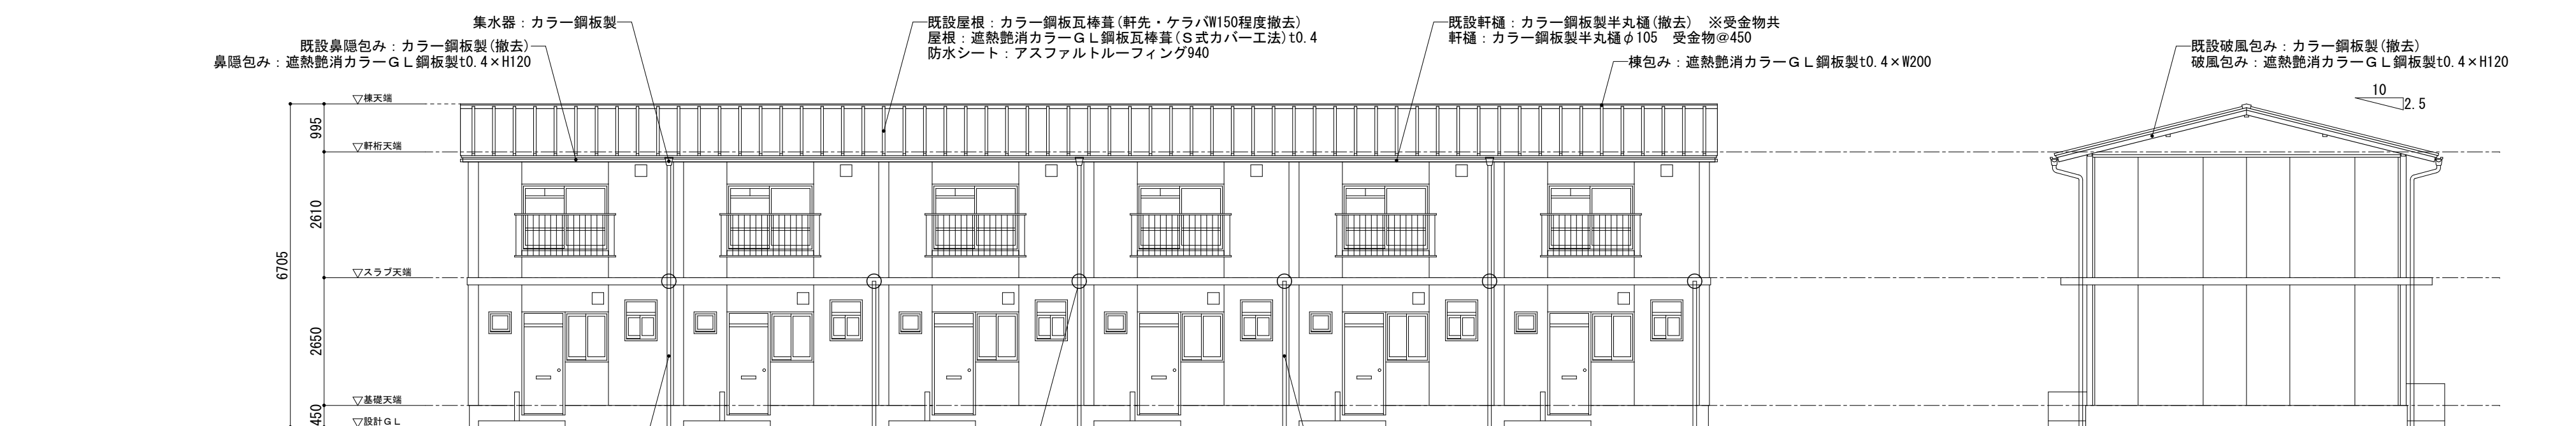 集水器：カラー鋼板製
既設鼻隠包み：カラー鋼板製(撤去)
鼻隠包み：遮熱艶消カラーＧＬ鋼板製t0.4×H120
既設屋根：カラー鋼板瓦棒葺(軒先・ケラバW150程度撤去)
屋根：遮熱艶消カラーＧＬ鋼板瓦棒葺(Ｓ式カバー工法)t0.4
防水シート：アスファルトルーフィング940
既設軒樋：カラー鋼板製半丸樋(撤去)　※受金物共
軒樋：カラー鋼板製半丸樋φ105　受金物@450
棟包み：遮熱艶消カラーＧＬ鋼板製t0.4×W200
既設破風包み：カラー鋼板製(撤去)
破風包み：遮熱艶消カラーＧＬ鋼板製t0.4×H120
10
2.5
▽棟天端
995
▽軒桁天端
2610
6705
▽スラブ天端
2650
▽基礎天端
450
▽設計ＧＬ